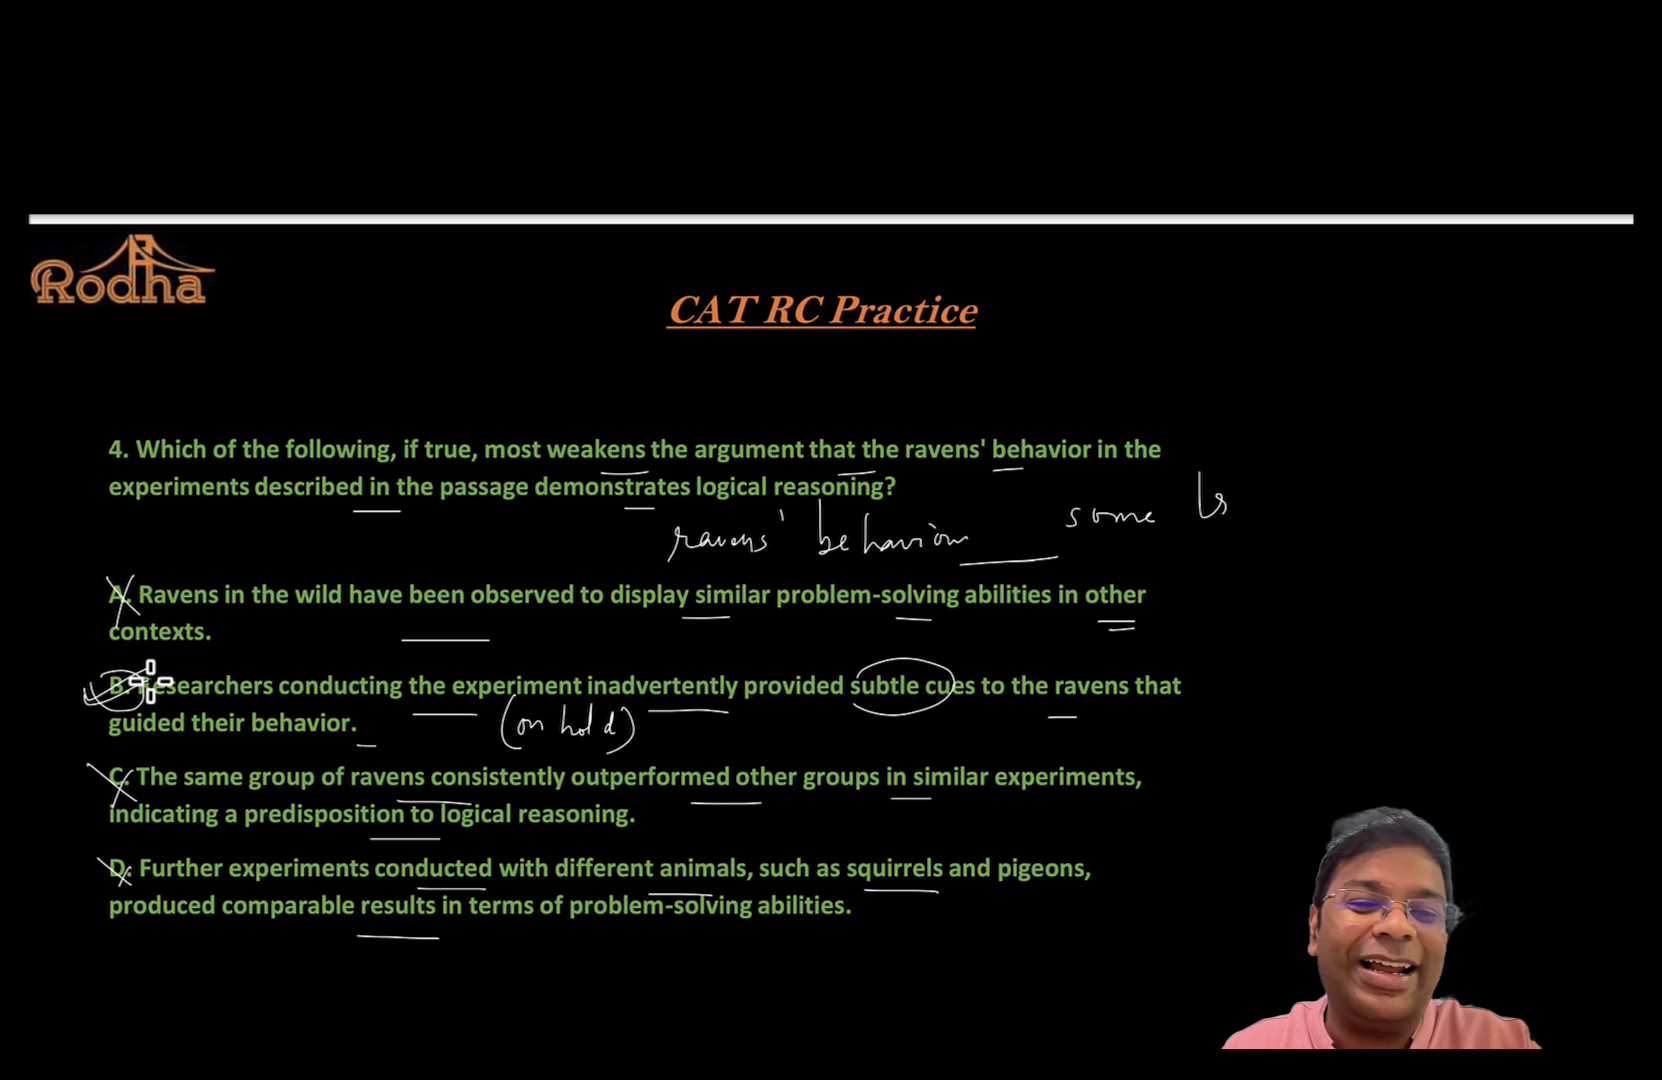 Rodha
CAT RC Practice
4. Which of the following, if true, most weakens the argument that the ravens' behavior in the
experiments described in the passage demonstrates logical reasoning?
ravens' behaviour some
A. Ravens in the wild have been observed to display similar problem-solving abilities in other
contexts.
B. Researchers conducting the experiment inadvertently provided subtle cues to the ravens that
guided their behavior.
(on hold)
C. The same group of ravens consistently outperformed other groups in similar experiments,
indicating a predisposition to logical reasoning.
D. Further experiments conducted with different animals, such as squirrels and pigeons,
produced comparable results in terms of problem-solving abilities.